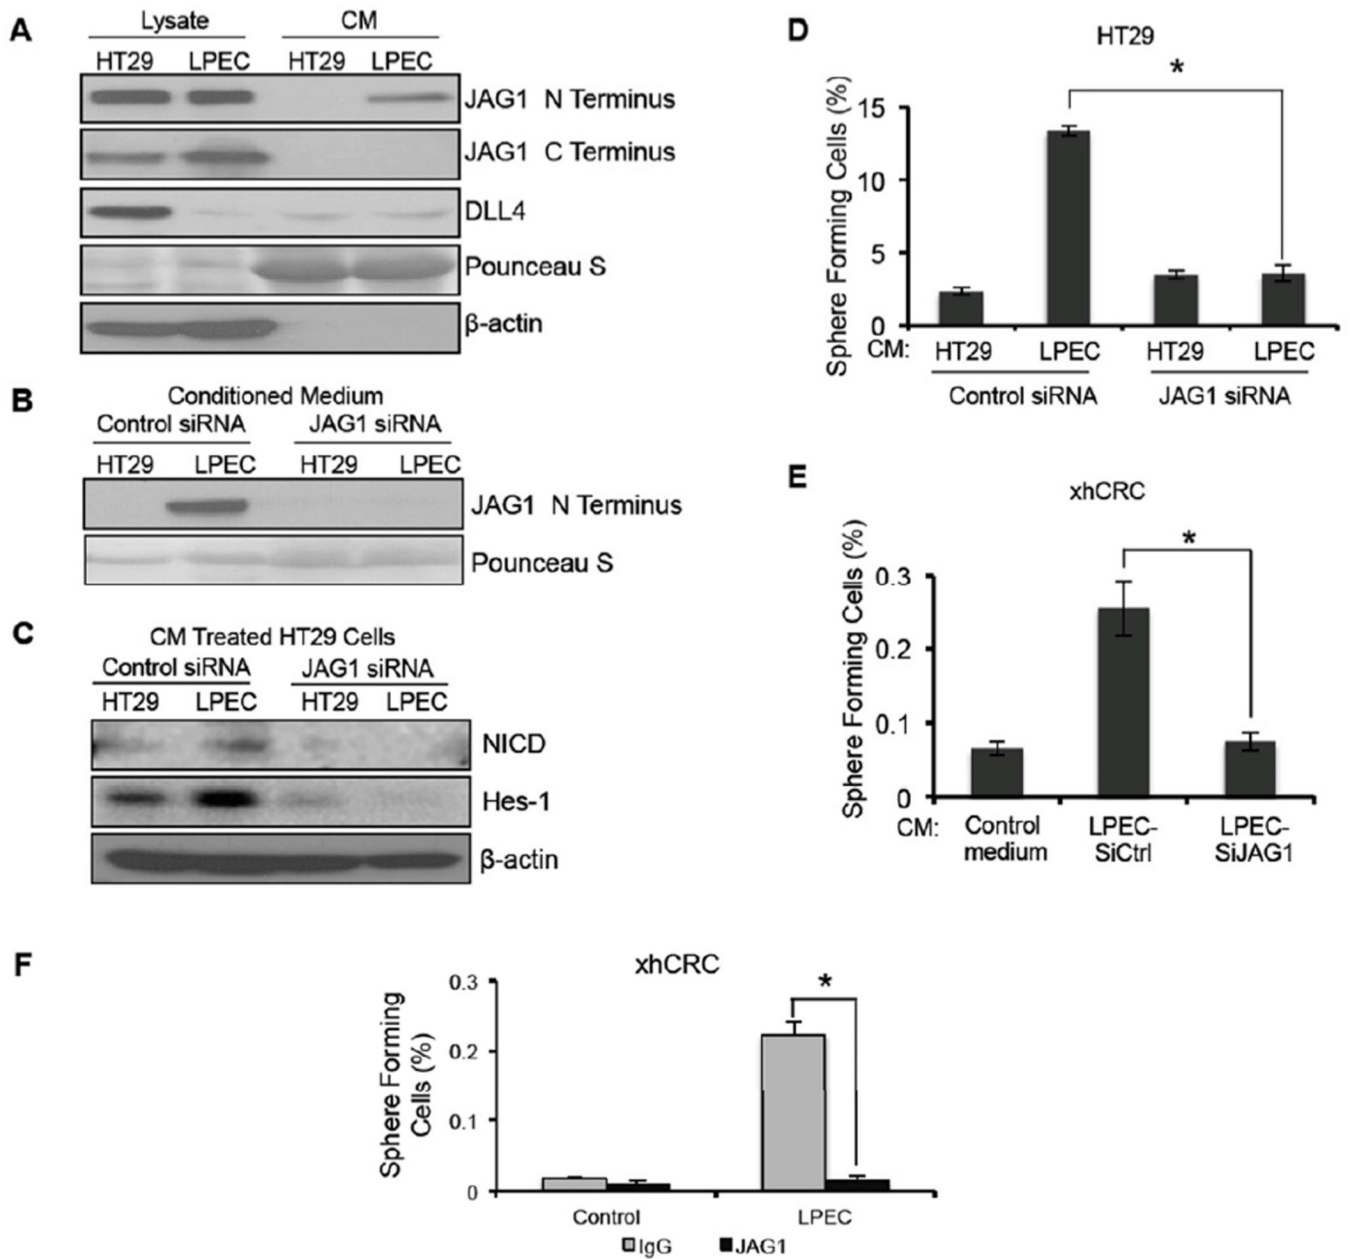 A
Lysate CM
HT29 LPEC HT29 LPEC
JAG1 N Terminus
JAG1 C Terminus
DLL4
Pounceau S
β-actin
B
Conditioned Medium
Control siRNA JAG1 siRNA
HT29 LPEC HT29 LPEC
JAG1 N Terminus
Pounceau S
C
CM Treated HT29 Cells
Control siRNA JAG1 siRNA
HT29 LPEC HT29 LPEC
NICD
Hes-1
β-actin
D
HT29
*
Sphere Forming Cells (%)
15
10
5
0
CM: HT29 LPEC HT29 LPEC
Control siRNA JAG1 siRNA
E
xhCRC
*
Sphere Forming Cells (%)
0.3
0.2
0.1
0
CM: Control LPEC- LPEC-
medium SiCtrl SiJAG1
F
xhCRC
*
Sphere Forming
Cells (%)
0.3
0.2
0.1
0
Control LPEC
IgG JAG1